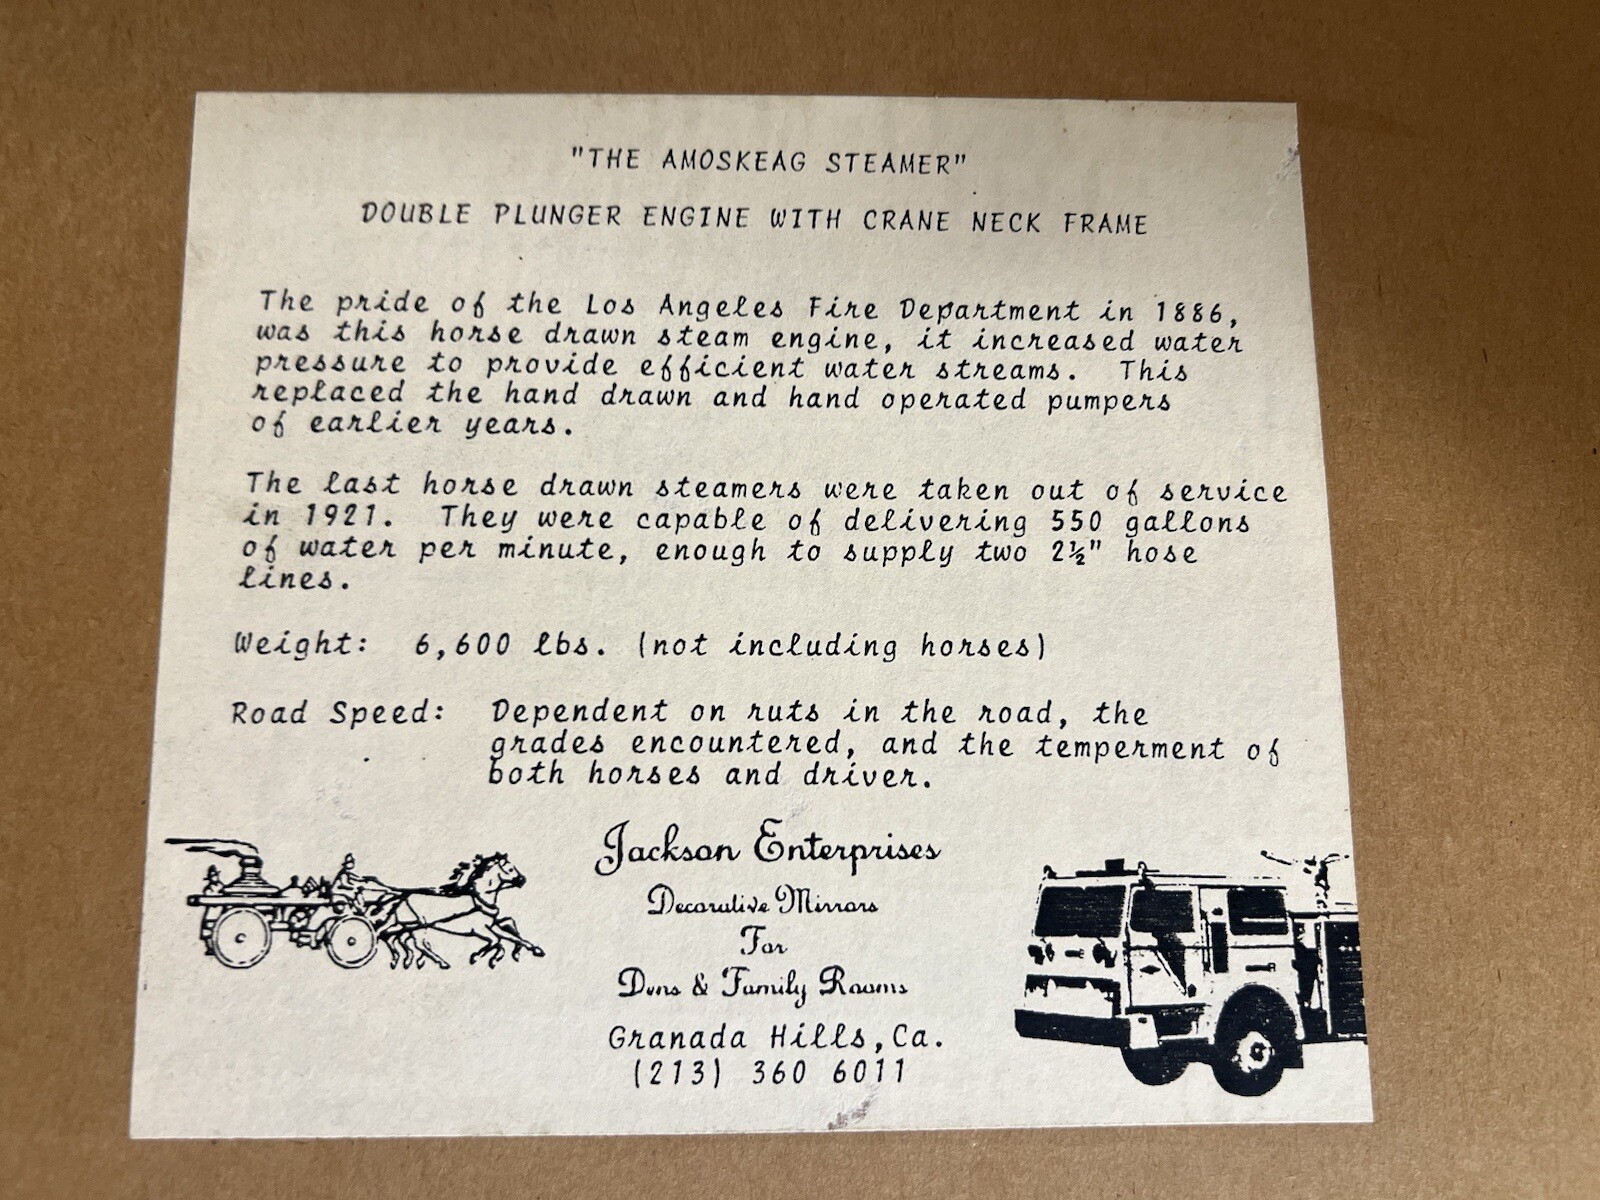 "THE AMOSKEAG STEAMER"
DOUBLE PLUNGER ENGINE WITH CRANE NECK FRAME
The pride of the Los Angeles Fire Department in 1886,
was this horse drawn steam engine, it increased water
pressure to provide efficient water streams.  This
replaced the hand drawn and hand operated pumpers
of earlier years.
The last horse drawn steamers were taken out of service
in 1921.  They were capable of delivering 550 gallons
of water per minute, enough to supply two 2½" hose
lines.
Weight:  6,600 lbs. (not including horses)
Road Speed:  Dependent on ruts in the road, the
grades encountered, and the temperment of
both horses and driver.
Jackson Enterprises
Decorative Mirrors
For
Dens & Family Rooms
Granada Hills,Ca.
(213) 360 6011